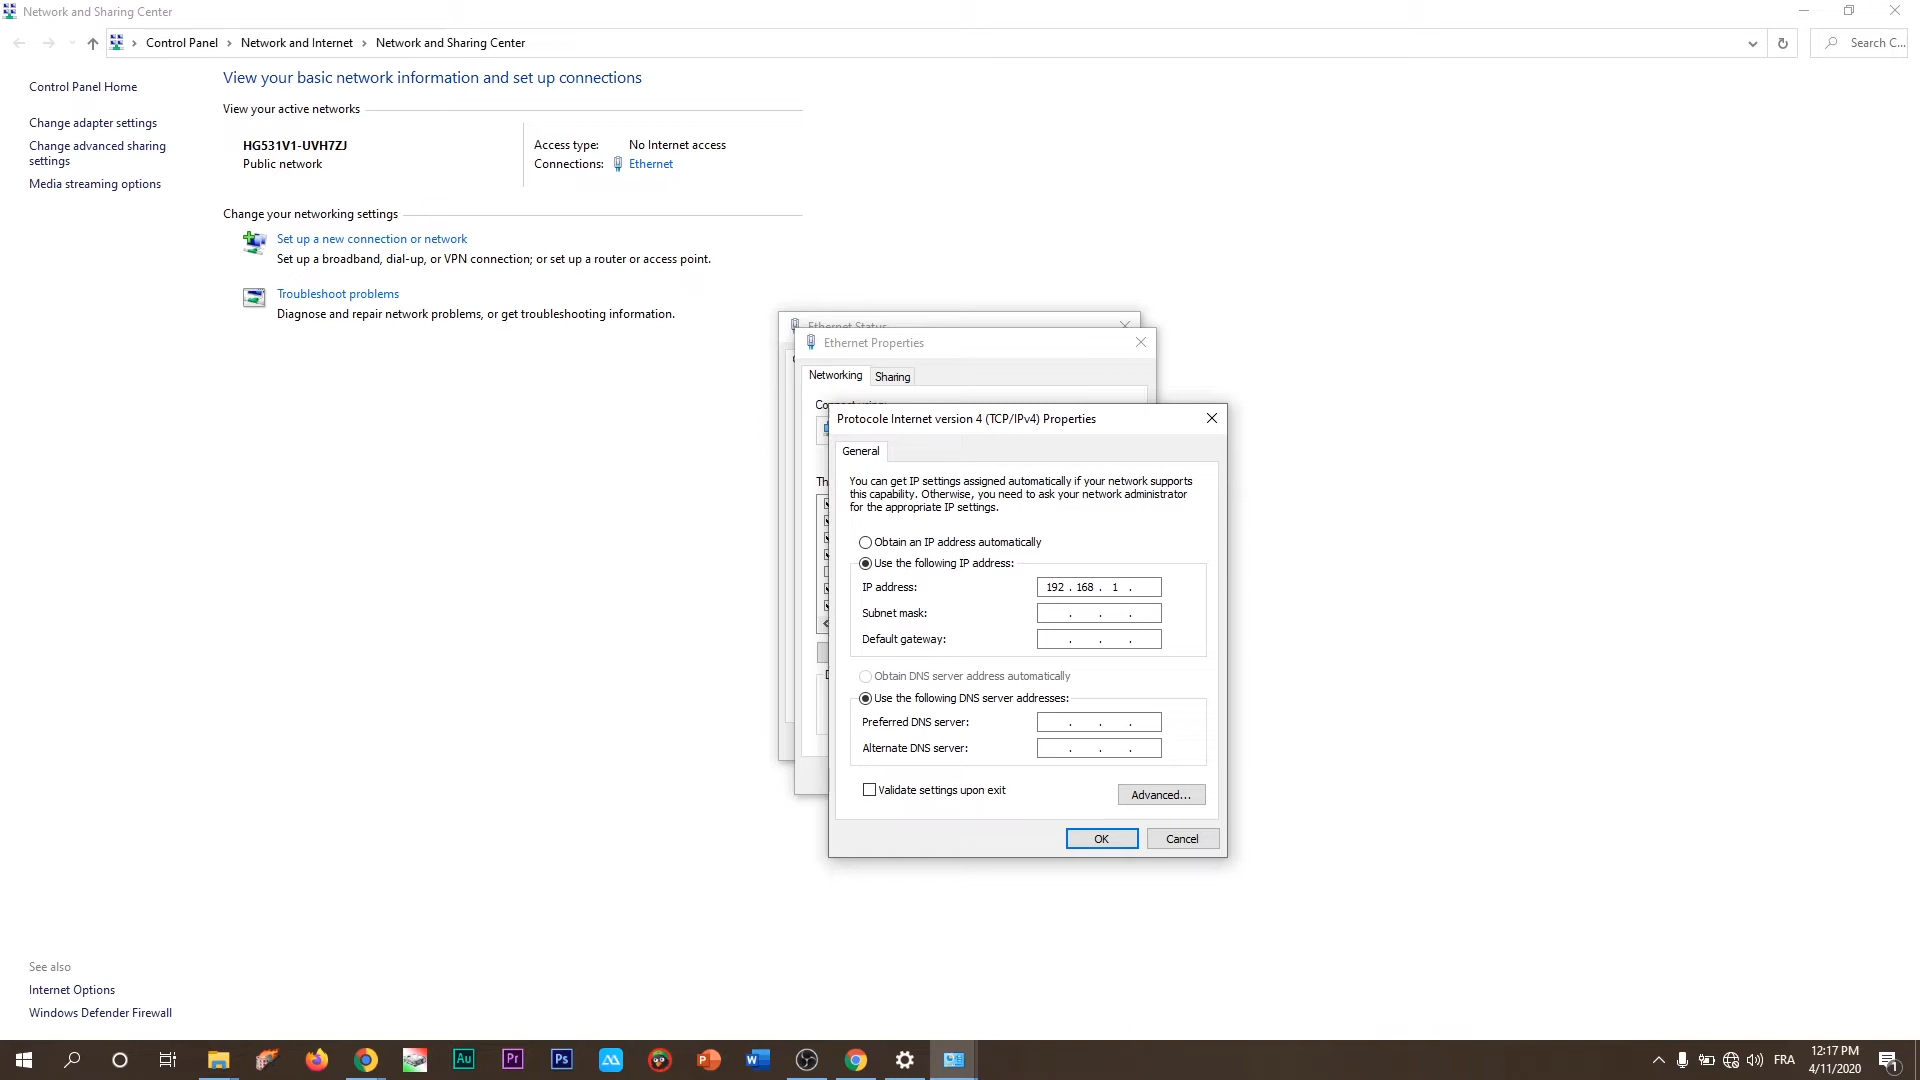 Network and Sharing Center
Control Panel › Network and Internet › Network and Sharing Center
Search C...
Control Panel Home
Change adapter settings
Change advanced sharing
settings
Media streaming options
View your basic network information and set up connections
View your active networks
HG531V1-UVH7ZJ
Public network
Access type: No Internet access
Connections: Ethernet
Change your networking settings
Set up a new connection or network
Set up a broadband, dial-up, or VPN connection; or set up a router or access point.
Troubleshoot problems
Diagnose and repair network problems, or get troubleshooting information.
Ethernet Status
Ethernet Properties
Networking Sharing
Protocole Internet version 4 (TCP/IPv4) Properties
General
You can get IP settings assigned automatically if your network supports
this capability. Otherwise, you need to ask your network administrator
for the appropriate IP settings.
Obtain an IP address automatically
Use the following IP address:
IP address: 192 . 168 . 1 .
Subnet mask: . . .
Default gateway: . . .
Obtain DNS server address automatically
Use the following DNS server addresses:
Preferred DNS server: . . .
Alternate DNS server: . . .
Validate settings upon exit
Advanced...
OK Cancel
See also
Internet Options
Windows Defender Firewall
Au Pr Ps
FRA
12:17 PM
4/11/2020
1